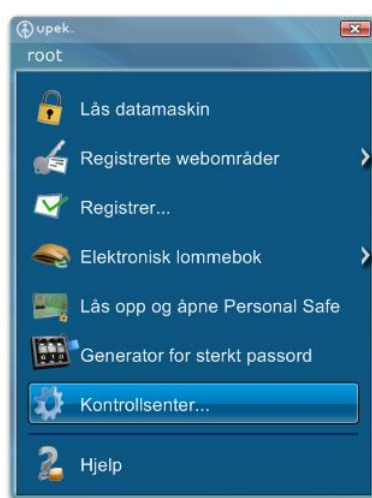 upek
root
Lås datamaskin
Registrerte webområder
Registrer...
Elektronisk lommebok
Lås opp og åpne Personal Safe
Generator for sterkt passord
Kontrollsenter...
Hjelp